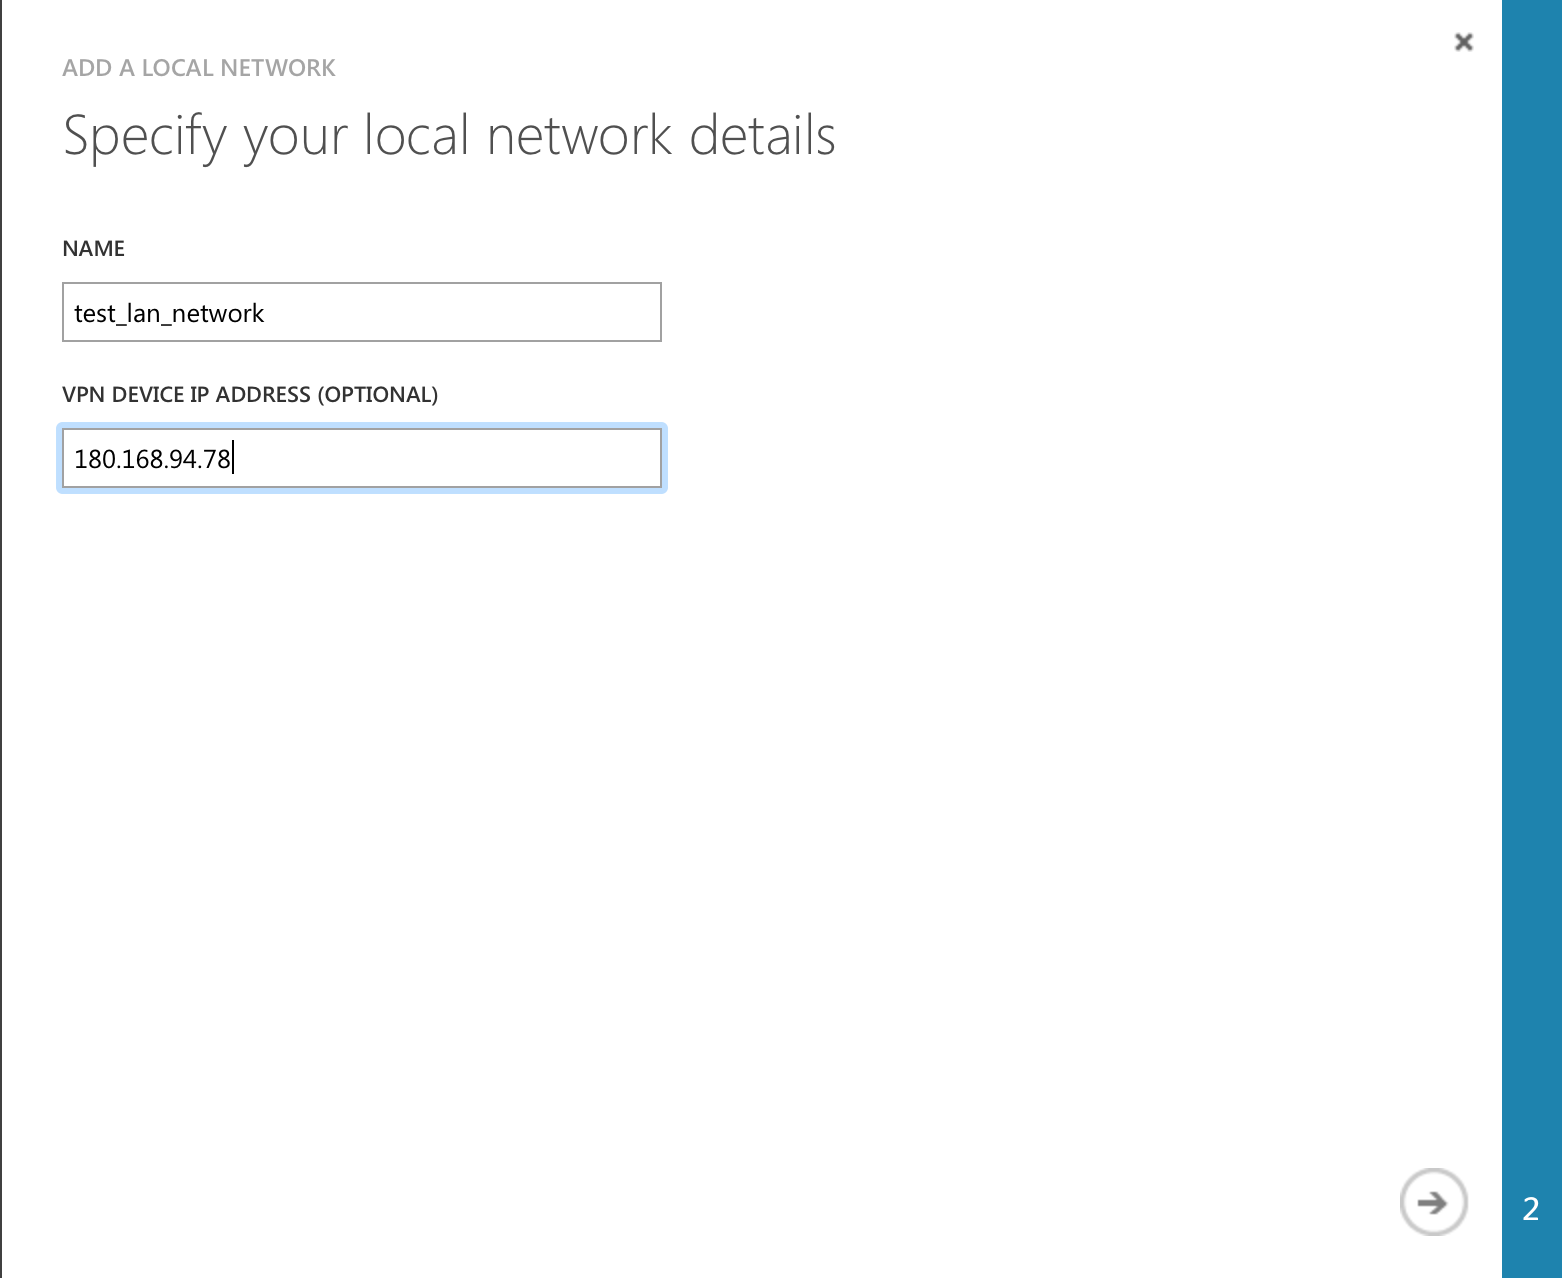 ADD A LOCAL NETWORK
Specify your local network details
NAME
test_lan_network
VPN DEVICE IP ADDRESS (OPTIONAL)
180.168.94.78
2